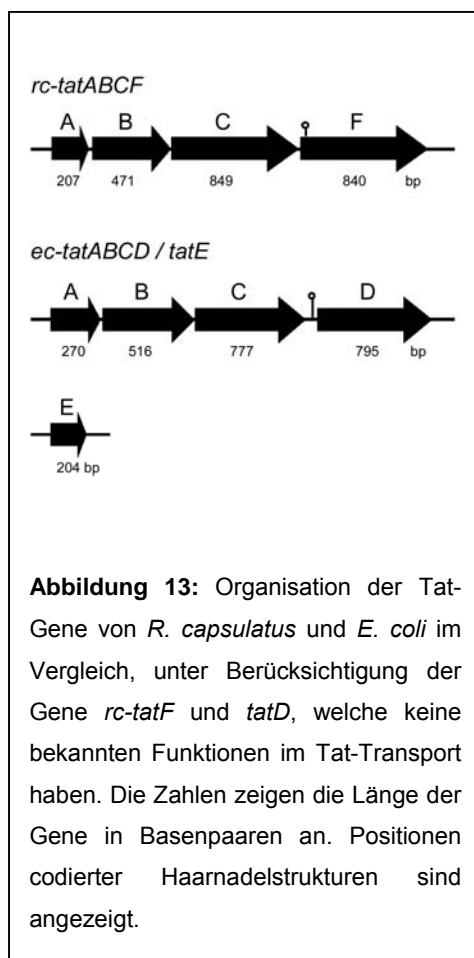 rc-tatABCF
A B C F
207 471 849 840 bp
ec-tatABCD / tatE
A B C D
270 516 777 795 bp
E
204 bp
Abbildung 13: Organisation der Tat-
Gene von R. capsulatus und E. coli im
Vergleich, unter Berücksichtigung der
Gene rc-tatF und tatD, welche keine
bekannten Funktionen im Tat-Transport
haben. Die Zahlen zeigen die Länge der
Gene in Basenpaaren an. Positionen
codierter Haarnadelstrukturen sind
angezeigt.